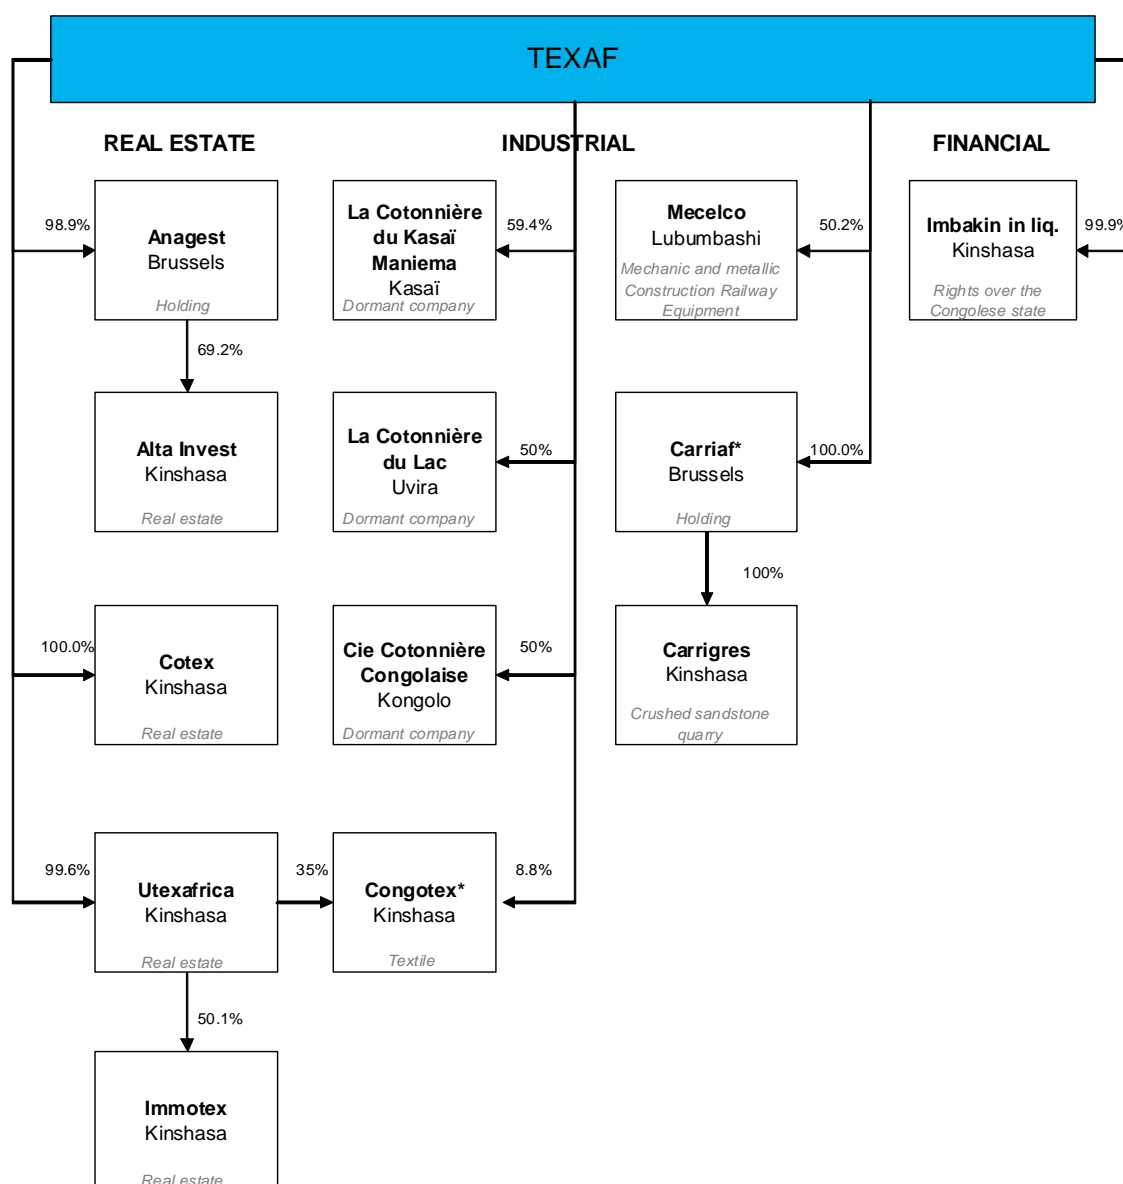 TEXAF
REAL ESTATE
INDUSTRIAL
FINANCIAL
98.9%
Anagest
Brussels
Holding
La Cotonnière
du Kasaï
Maniema
Kasaï
Dormant company
59.4%
Mecelco
Lubumbashi
Mechanic and metallic
Construction Railway
Equipment
50.2%
Imbakin in liq.
Kinshasa
Rights over the
Congolese state
99.9%
69.2%
Alta Invest
Kinshasa
Real estate
La Cotonnière
du Lac
Uvira
Dormant company
50%
Carriaf*
Brussels
Holding
100.0%
100%
100.0%
Cotex
Kinshasa
Real estate
Cie Cotonnière
Congolaise
Kongolo
Dormant company
50%
Carrigres
Kinshasa
Crushed sandstone
quarry
99.6%
Utexafrica
Kinshasa
Real estate
35%
Congotex*
Kinshasa
Textile
8.8%
50.1%
Immotex
Kinshasa
Real estate